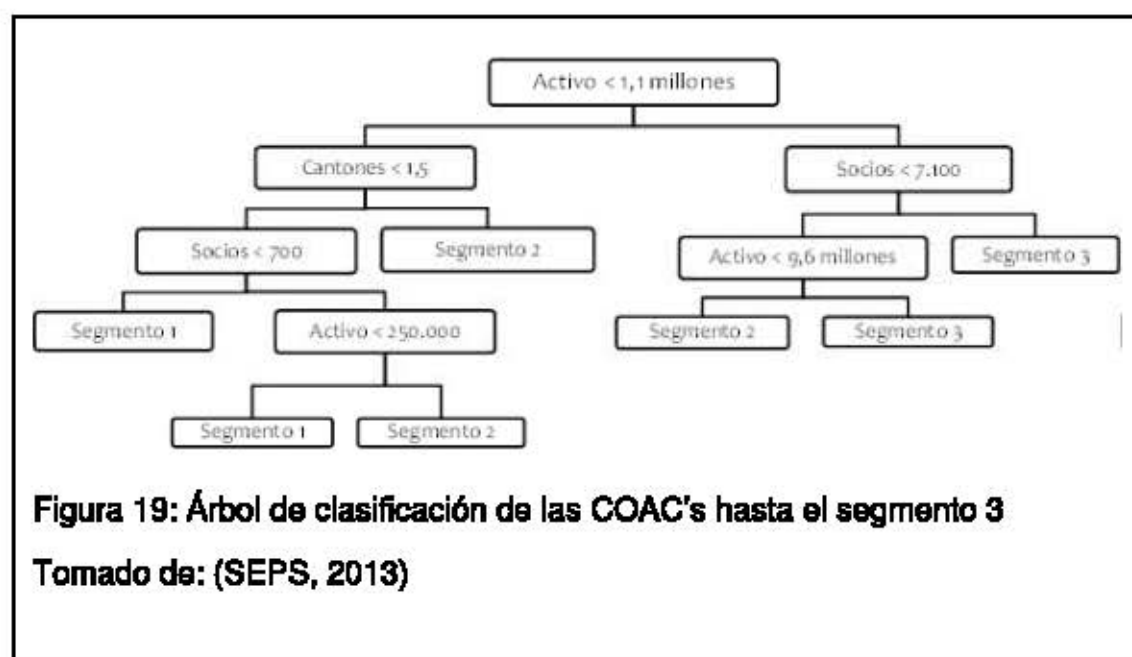 Activo < 1,1 millones
Cantones < 1,5
Socios < 7.100
Socios < 700
Segmento 2
Activo < 9,6 millones
Segmento 3
Segmento 1
Activo < 250.000
Segmento 2
Segmento 3
Segmento 1
Segmento 2
Figura 19: Árbol de clasificación de las COAC's hasta el segmento 3
Tomado de: (SEPS, 2013)